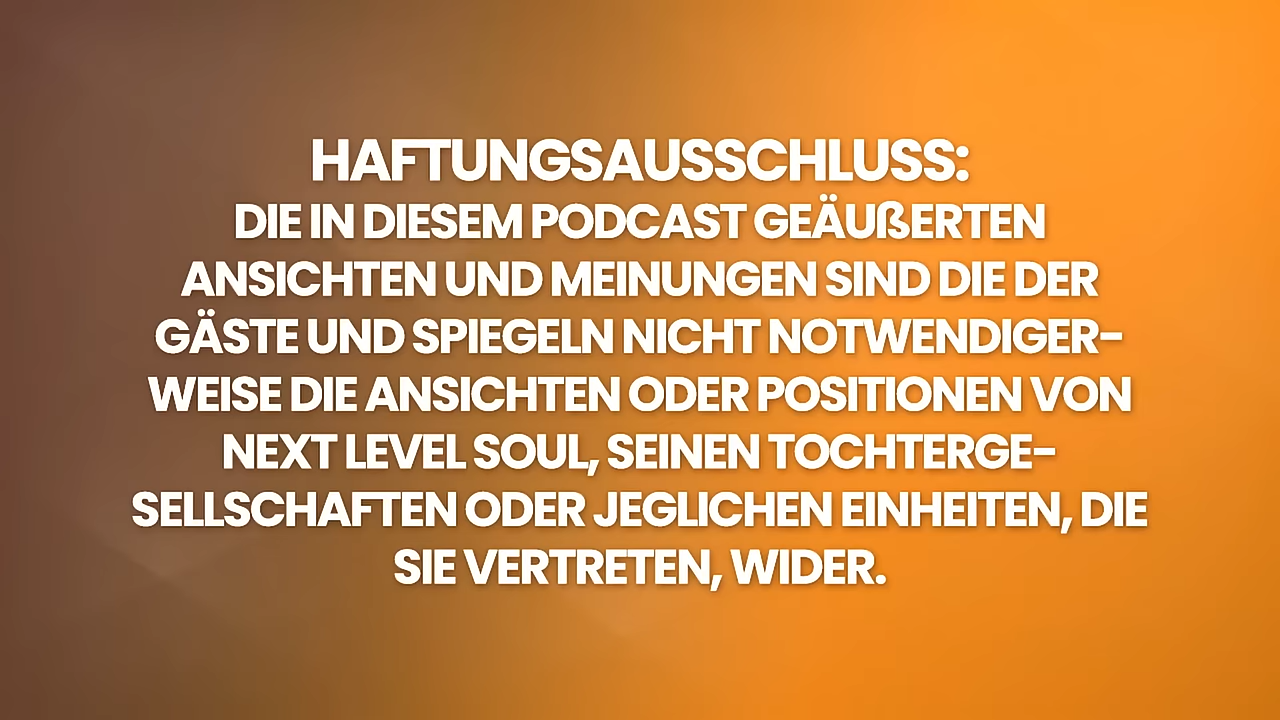 HAFTUNGSAUSSCHLUSS:
DIE IN DIESEM PODCAST GEÄUßERTEN
ANSICHTEN UND MEINUNGEN SIND DIE DER
GÄSTE UND SPIEGELN NICHT NOTWENDIGER-
WEISE DIE ANSICHTEN ODER POSITIONEN VON
NEXT LEVEL SOUL, SEINEN TOCHTERGE-
SELLSCHAFTEN ODER JEGLICHEN EINHEITEN, DIE
SIE VERTRETEN, WIDER.